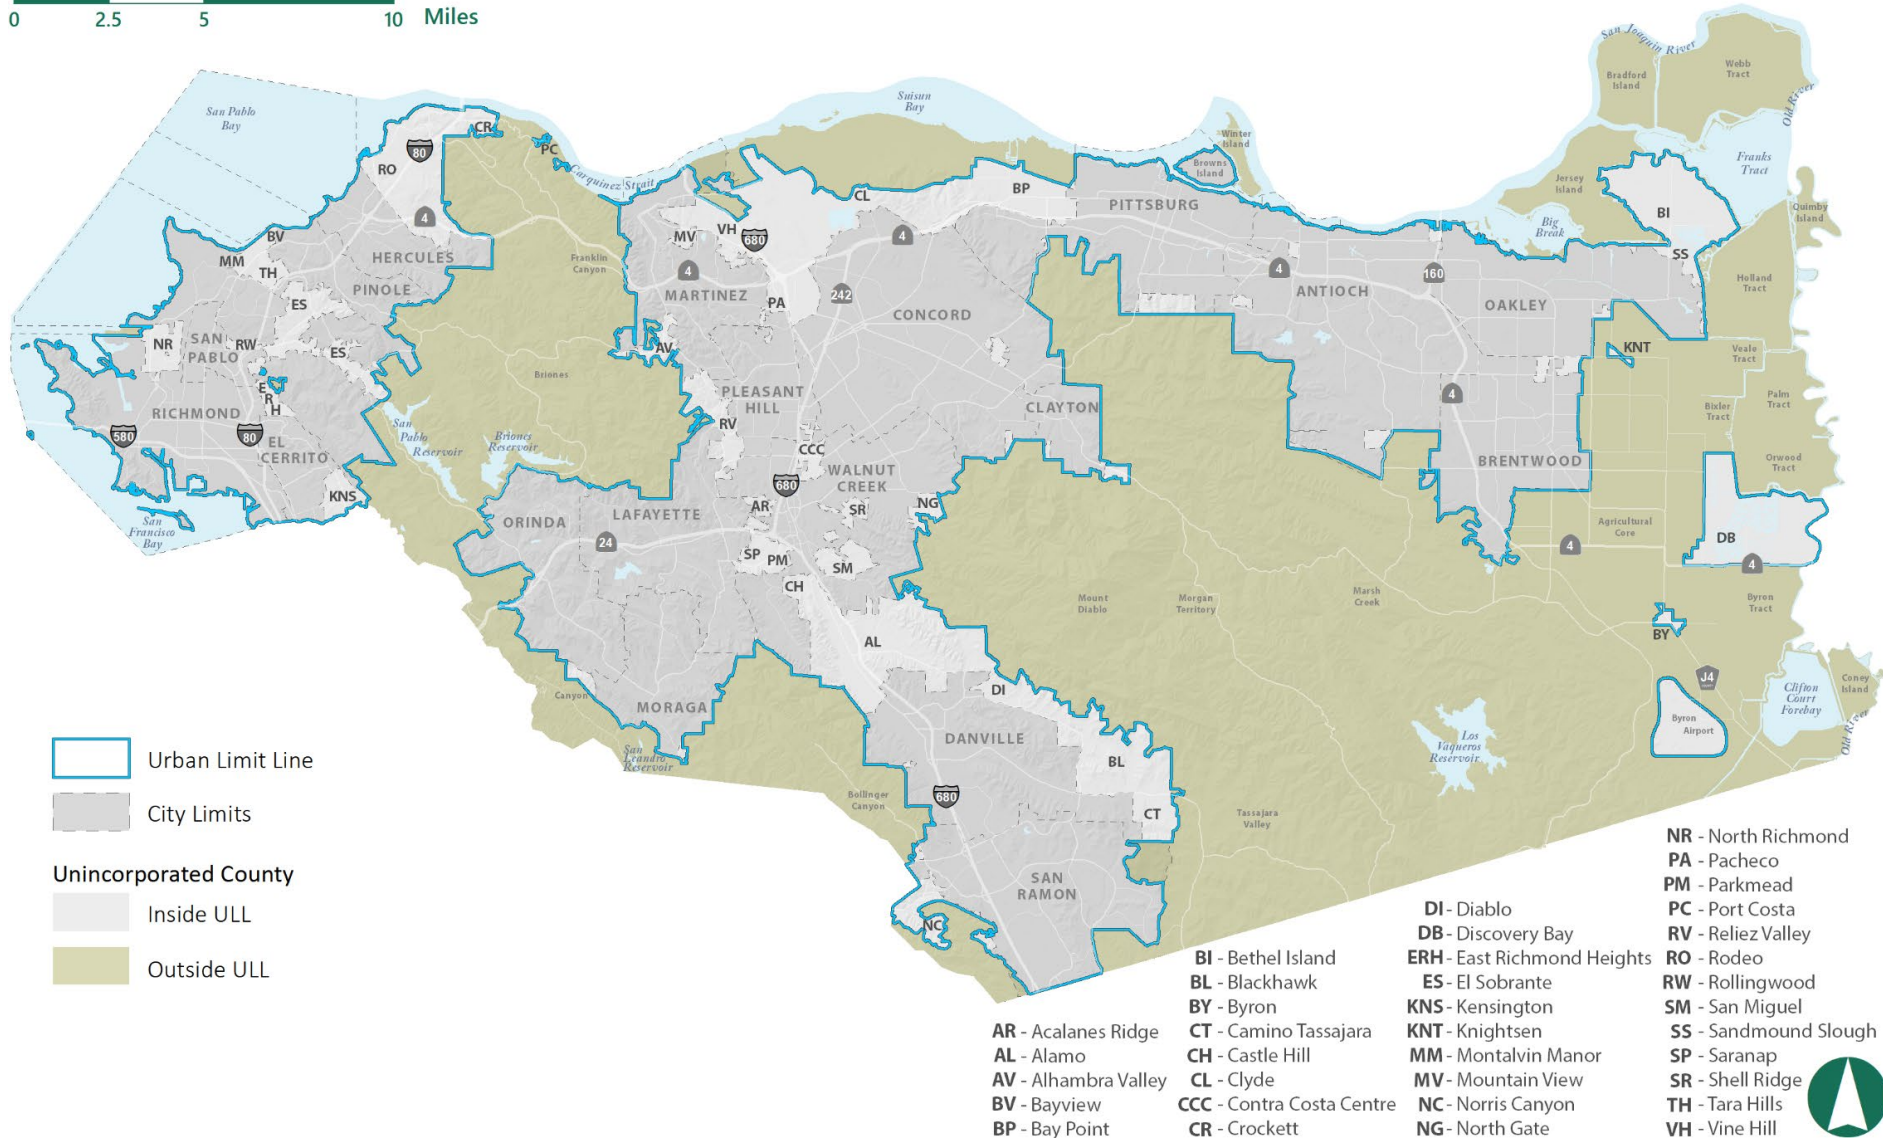 0 2.5 5 10 Miles
San Joaquin River
Bradford
Island
Webb
Tract
Old River
San Pablo
Bay
Suisun
Bay
CR
80
PC
Winter
Island
Browns
Island
Franks
Tract
RO
Carquinez Strait
Jersey
Island
CL
BP
PITTSBURG
BI
Quimby
Island
4
BV
MV
VH
680
4
Big
Break
MM
TH
HERCULES
Franklin
Canyon
4
4
160
SS
PINOLE
MARTINEZ
PA
242
ANTIOCH
Holland
Tract
ES
CONCORD
OAKLEY
NR
SAN
PABLO
RW
ES
AV
KNT
Veale
Tract
Briones
E
R
H
PLEASANT
HILL
4
CLAYTON
Palm
Tract
RICHMOND
Bixler
Tract
580
80
EL
CERRITO
San
Pablo
Reservoir
Briones
Reservoir
RV
CCC
WALNUT
CREEK
BRENTWOOD
Orwood
Tract
KNS
680
San
Francisco
Bay
ORINDA
LAFAYETTE
AR
SR
NG
Agricultural
Core
24
SP
PM
SM
4
DB
4
CH
Mount
Diablo
Morgan
Territory
Marsh
Creek
Byron
Tract
AL
BY
Canyon
MORAGA
DI
J4
Clifton
Court
Forebay
Coney
Island
Old River
San
Leandro
Reservoir
DANVILLE
BL
Los
Vaqueros
Reservoir
Byron
Airport
Bollinger
Canyon
680
CT
Tassajara
Valley
SAN
RAMON
NC
Urban Limit Line
City Limits
Unincorporated County
Inside ULL
Outside ULL
AR - Acalanes Ridge
AL - Alamo
AV - Alhambra Valley
BV - Bayview
BP - Bay Point
BI - Bethel Island
BL - Blackhawk
BY - Byron
CT - Camino Tassajara
CH - Castle Hill
CL - Clyde
CCC - Contra Costa Centre
CR - Crockett
DI - Diablo
DB - Discovery Bay
ERH - East Richmond Heights
ES - El Sobrante
KNS - Kensington
KNT - Knightsen
MM - Montalvin Manor
MV - Mountain View
NC - Norris Canyon
NG - North Gate
NR - North Richmond
PA - Pacheco
PM - Parkmead
PC - Port Costa
RV - Reliez Valley
RO - Rodeo
RW - Rollingwood
SM - San Miguel
SS - Sandmound Slough
SP - Saranap
SR - Shell Ridge
TH - Tara Hills
VH - Vine Hill